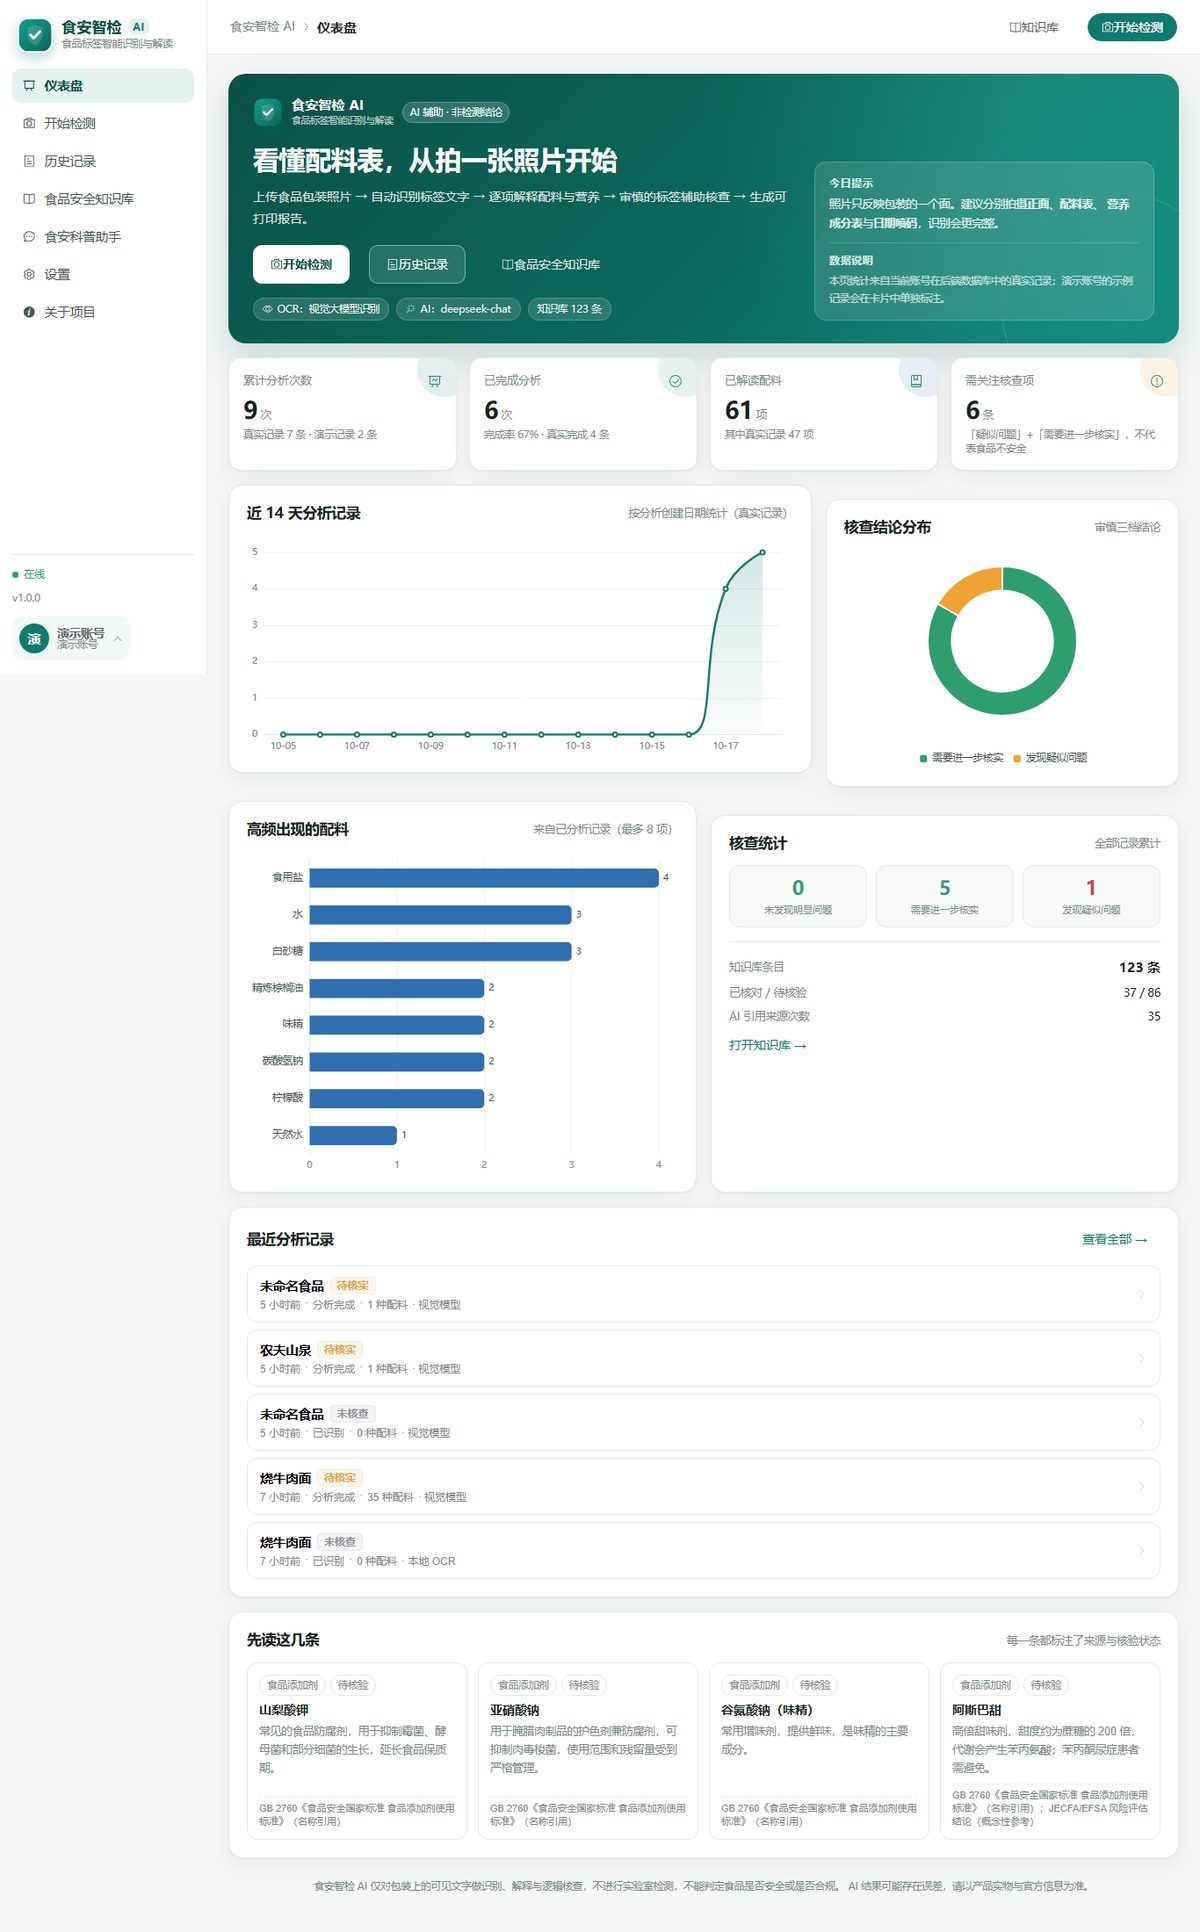 食安智检 AI
食品标签智能识别与解读
仪表盘
开始检测
历史记录
食品安全知识库
食安科普助手
设置
关于项目
在线
v1.0.0
演
演示账号
演示账号
食安智检 AI > 仪表盘
知识库
开始检测
食安智检 AI
食品标签智能识别与解读
AI 辅助 · 非检测结论
看懂配料表，从拍一张照片开始
上传食品包装照片 → 自动识别标签文字 → 逐项解释配料与营养 → 审慎的标签辅助核查 → 生成可
打印报告。
开始检测
历史记录
食品安全知识库
OCR：视觉大模型识别
AI：deepseek-chat
知识库 123 条
今日提示
照片只反映包装的一个面。建议分别拍摄正面、配料表、营养
成分表与日期喷码，识别会更完整。
数据说明
本页统计来自当前账号在后端数据库中的真实记录；演示账号的示例
记录会在卡片中单独标注。
累计分析次数
9 次
真实记录 7 条 · 演示记录 2 条
已完成分析
6 次
完成率 67% · 真实完成 4 条
已解读配料
61 项
其中真实记录 47 项
需关注核查项
6 条
「疑似问题」+「需要进一步核实」，不代
表食品不安全
近 14 天分析记录
按分析创建日期统计（真实记录）
5
4
3
2
1
0
10-05
10-07
10-09
10-11
10-13
10-15
10-17
核查结论分布
审慎三档结论
需要进一步核实
发现疑似问题
高频出现的配料
来自已分析记录（最多 8 项）
食用盐 4
水 3
白砂糖 3
精炼棕榈油 2
味精 2
碳酸氢钠 2
柠檬酸 2
天然水 1
0 1 2 3 4
核查统计
全部记录累计
0
未发现明显问题
5
需要进一步核实
1
发现疑似问题
知识库条目 123 条
已核对 / 待核验 37 / 86
AI 引用来源次数 35
打开知识库 →
最近分析记录
查看全部 →
未命名食品 待核实
5 小时前 · 分析完成 · 1 种配料 · 视觉模型
农夫山泉 待核实
5 小时前 · 分析完成 · 1 种配料 · 视觉模型
未命名食品 未核查
5 小时前 · 已识别 · 0 种配料 · 视觉模型
烧牛肉面 待核实
7 小时前 · 分析完成 · 35 种配料 · 视觉模型
烧牛肉面 未核查
7 小时前 · 已识别 · 0 种配料 · 本地 OCR
先读这几条
每一条都标注了来源与核验状态
食品添加剂 待核验
山梨酸钾
常见的食品防腐剂，用于抑制霉菌、酵
母菌和部分细菌的生长，延长食品保质
期。
GB 2760《食品安全国家标准 食品添加剂使用
标准》（名称引用）
食品添加剂 待核验
亚硝酸钠
用于腌腊肉制品的护色剂兼防腐剂，可
抑制肉毒梭菌，使用范围和残留量受到
严格管理。
GB 2760《食品安全国家标准 食品添加剂使用
标准》（名称引用）
食品添加剂 待核验
谷氨酸钠（味精）
常用增味剂，提供鲜味，是味精的主要
成分。
GB 2760《食品安全国家标准 食品添加剂使用
标准》（名称引用）
食品添加剂 待核验
阿斯巴甜
高倍甜味剂，甜度约为蔗糖的 200 倍，
代谢会产生苯丙氨酸；苯丙酮尿症患者
需避免。
GB 2760《食品安全国家标准 食品添加剂使用
标准》（名称引用）；JECFA/EFSA 风险评估
结论（概念性参考）
食安智检 AI 仅对包装上的可见文字做识别、解释与逻辑核查，不进行实验室检测，不能判定食品是否安全或是否合规。 AI 结果可能存在误差，请以产品实物与官方信息为准。